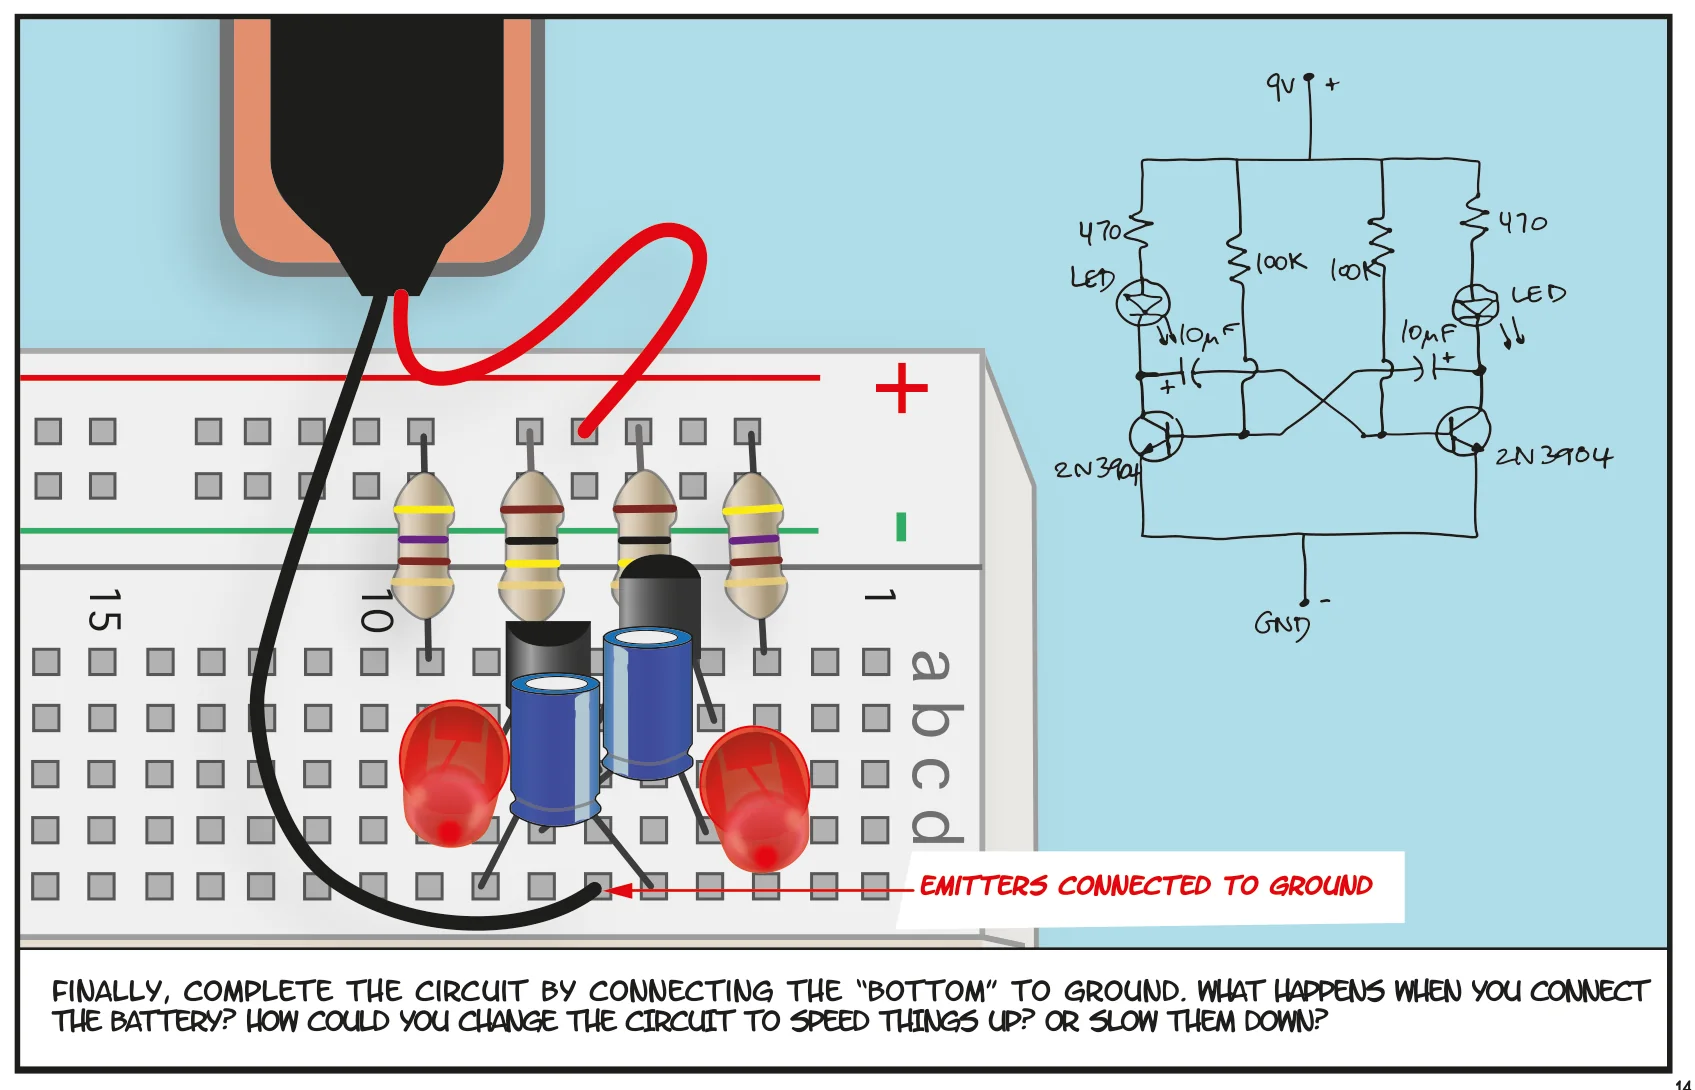 9V +
470
470
LED
100K
100K
LED
10µF
10µF
+
+
2N3904
2N3904
GND -
+
-
15
10
1
a
b
c
d
EMITTERS CONNECTED TO GROUND
FINALLY, COMPLETE THE CIRCUIT BY CONNECTING THE "BOTTOM" TO GROUND. WHAT HAPPENS WHEN YOU CONNECT
THE BATTERY? HOW COULD YOU CHANGE THE CIRCUIT TO SPEED THINGS UP? OR SLOW THEM DOWN?
14